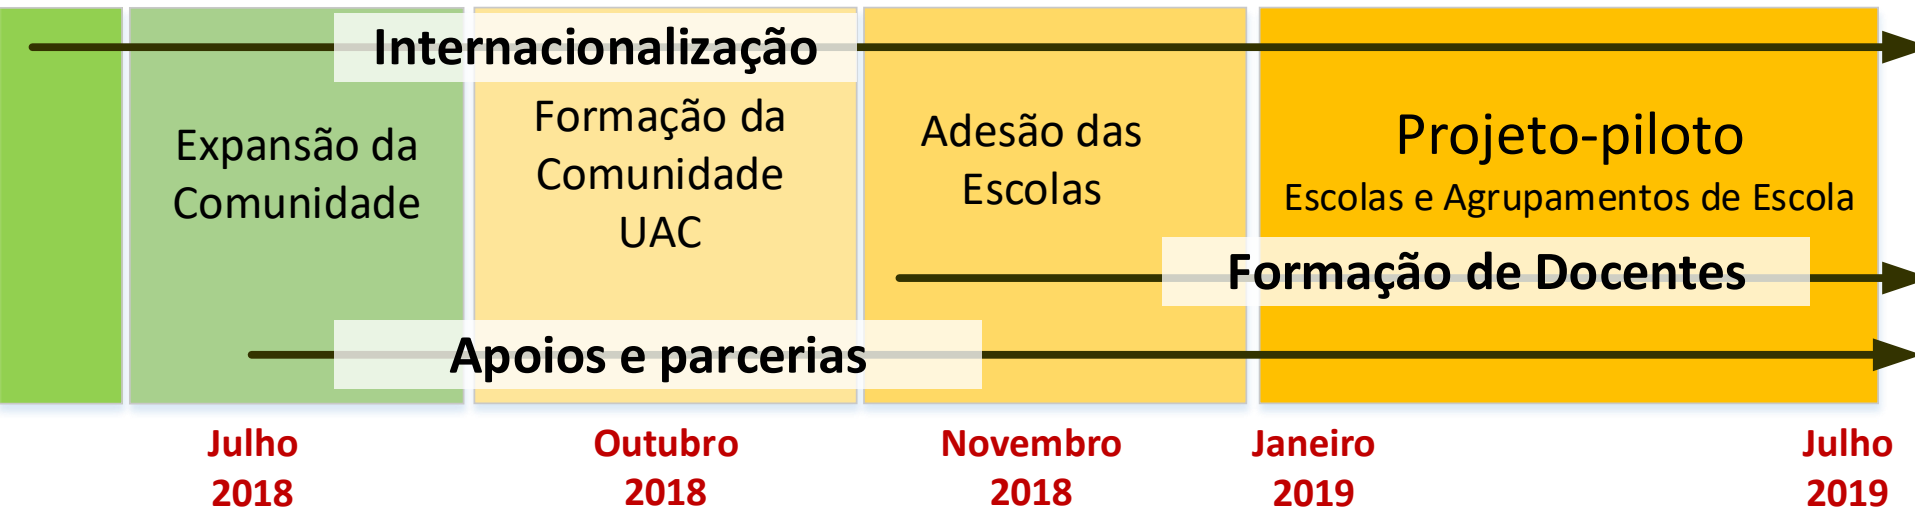 Internacionalização
Expansão da
Comunidade
Formação da
Comunidade
UAC
Adesão das
Escolas
Projeto-piloto
Escolas e Agrupamentos de Escola
Formação de Docentes
Apoios e parcerias
Julho
2018
Outubro
2018
Novembro
2018
Janeiro
2019
Julho
2019